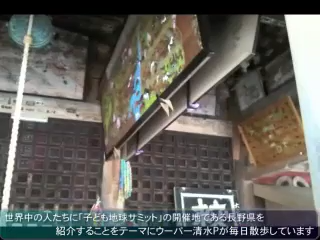 世界中の人たちに「子ども地球サミット」の開催地である長野県を
紹介することをテーマにウーパー清水Pが毎日散歩しています